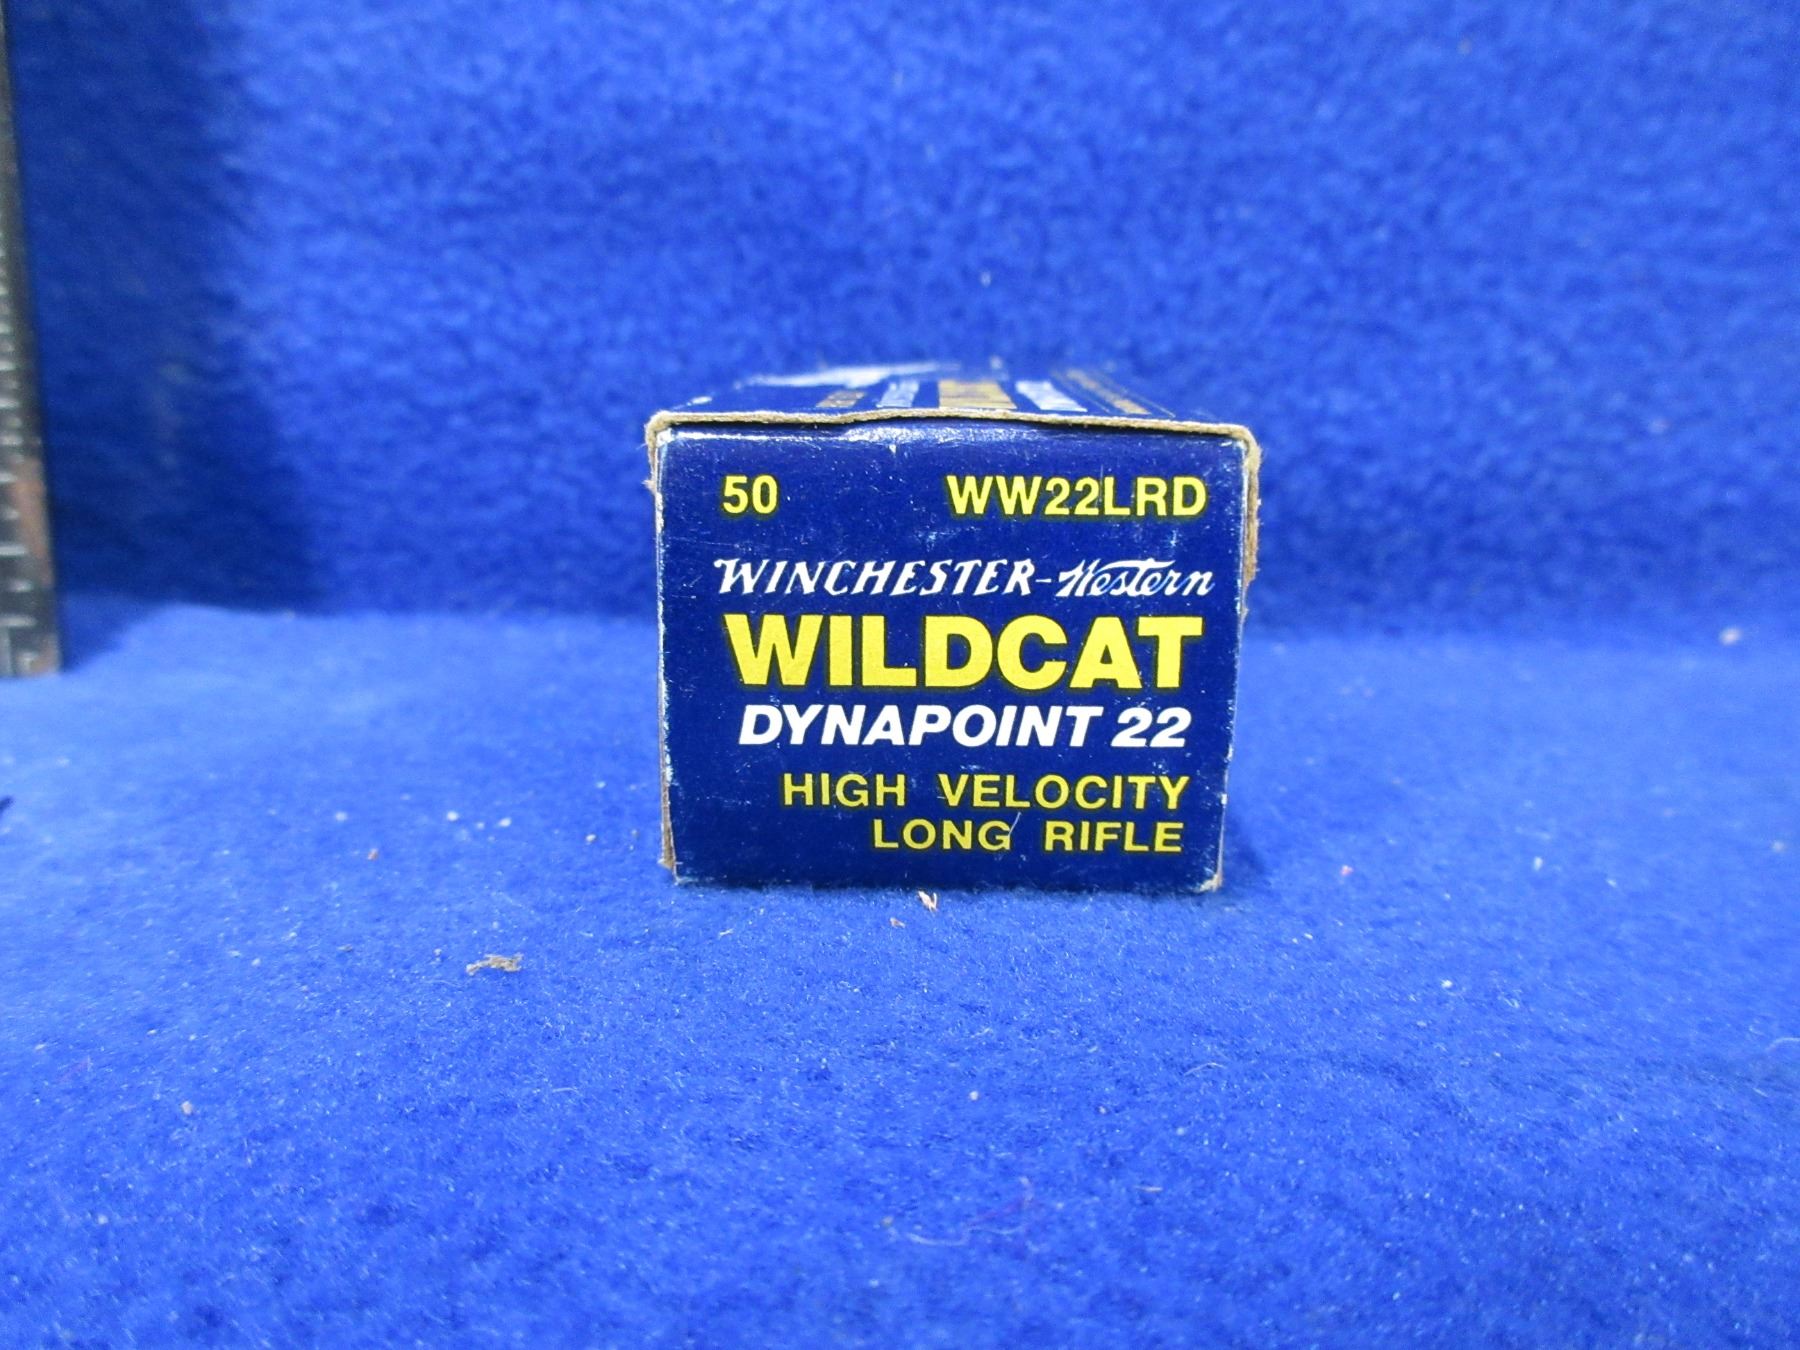 50 WW22LRD
WINCHESTER-Western
WILDCAT
DYNAPOINT 22
HIGH VELOCITY
LONG RIFLE